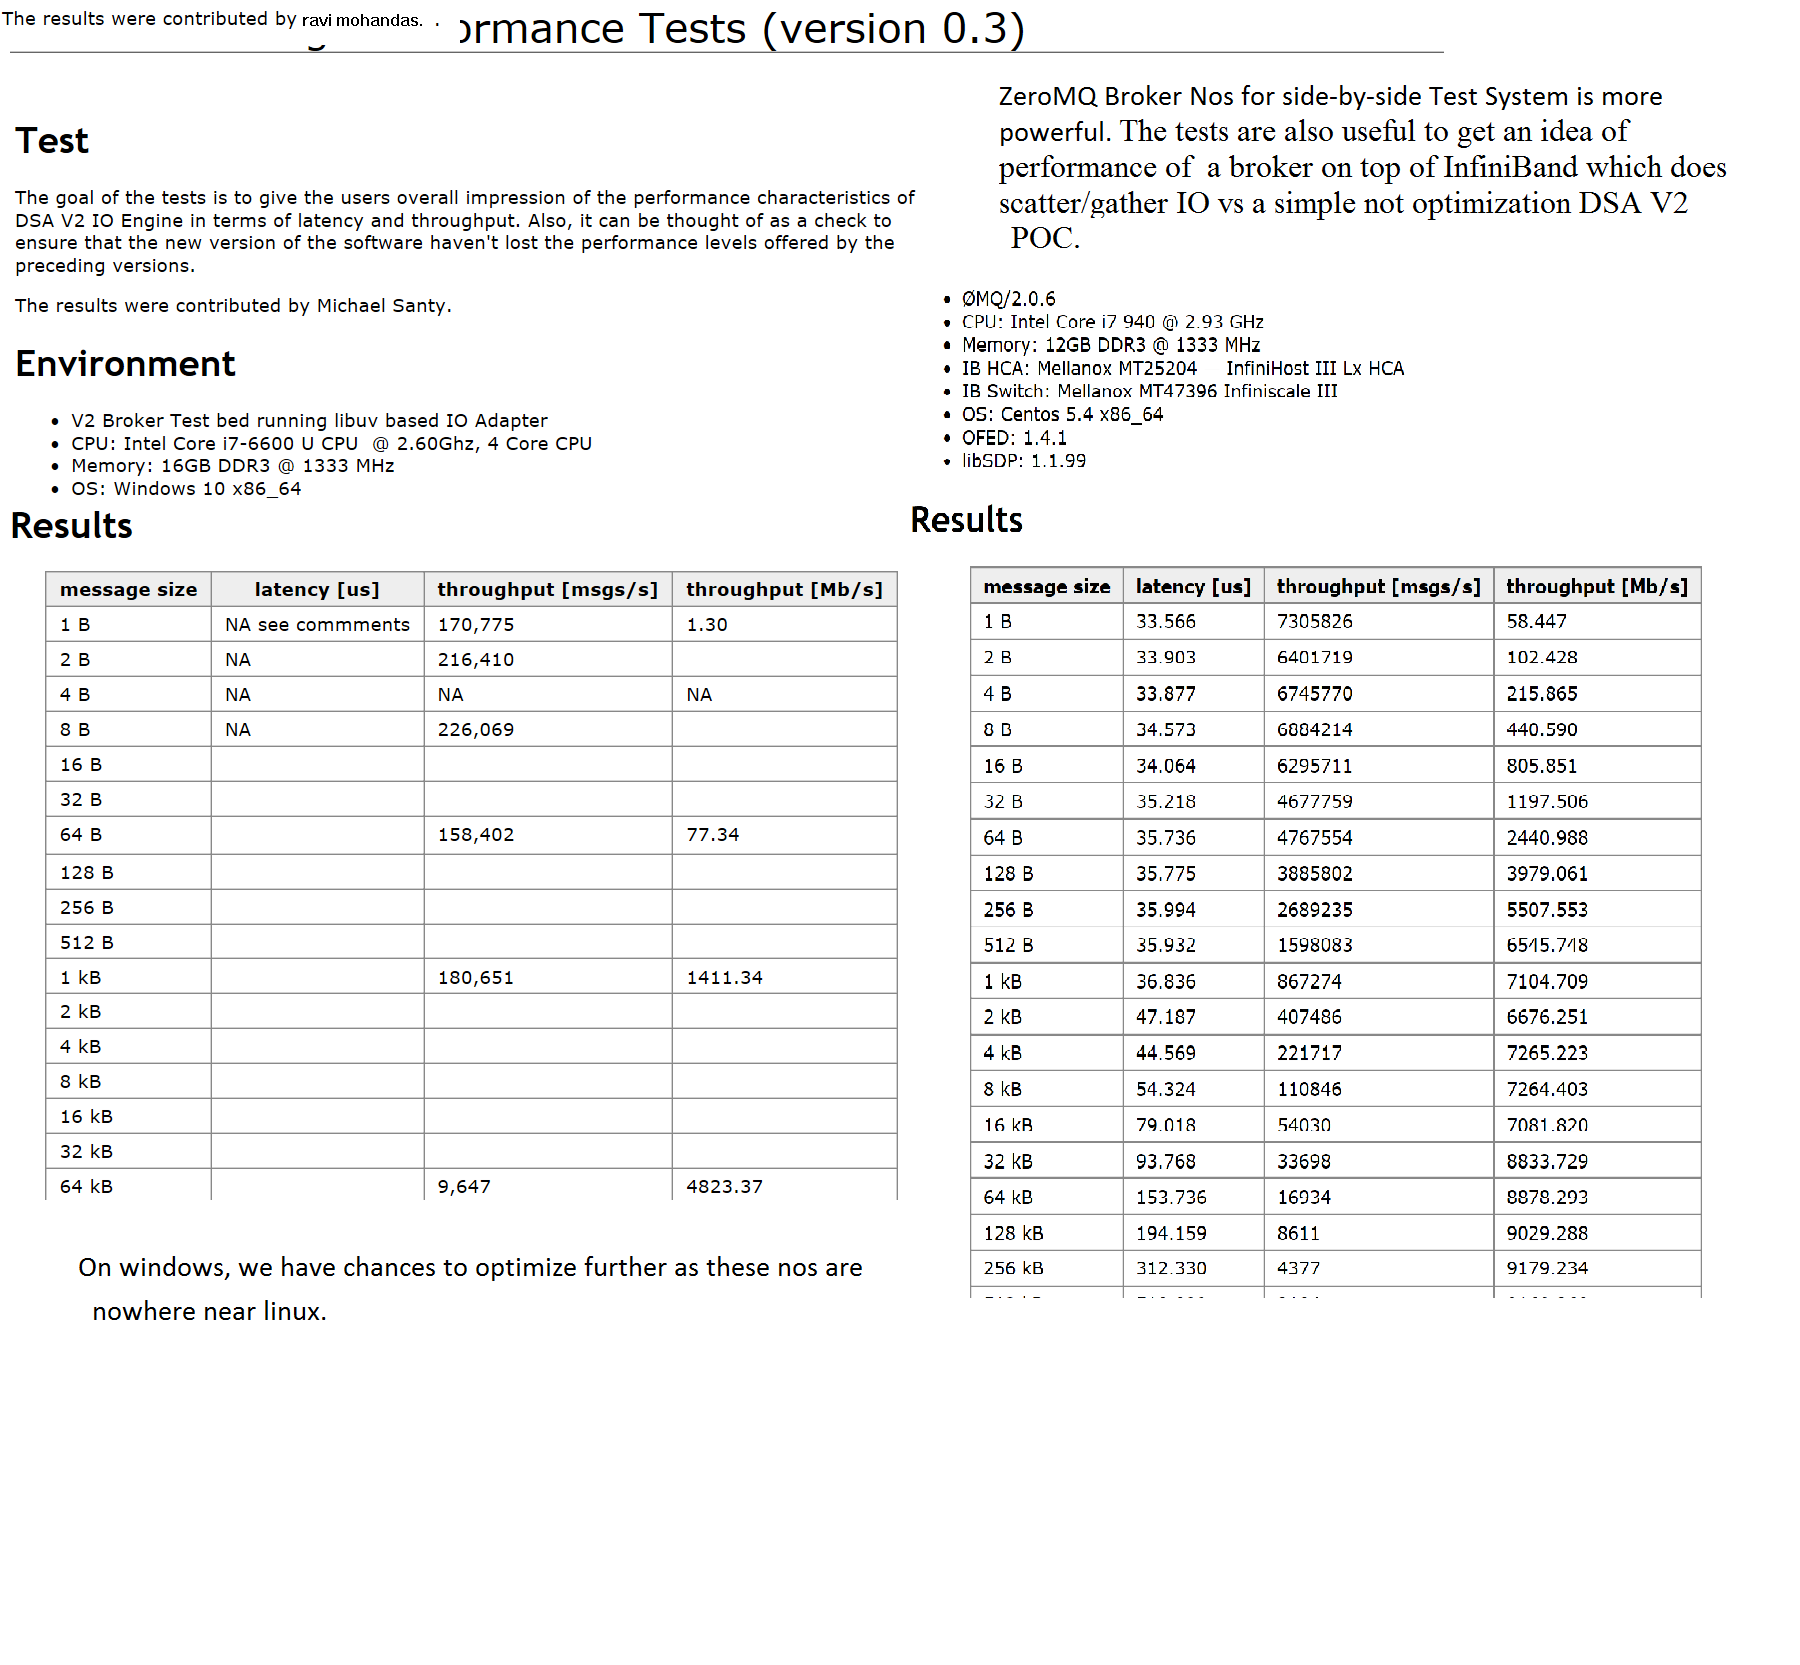 The results were contributed by ravi mohandas. .
ormance Tests (version 0.3)
Test
The goal of the tests is to give the users overall impression of the performance characteristics of
DSA V2 IO Engine in terms of latency and throughput. Also, it can be thought of as a check to
ensure that the new version of the software haven't lost the performance levels offered by the
preceding versions.
The results were contributed by Michael Santy.
Environment
• V2 Broker Test bed running libuv based IO Adapter
• CPU: Intel Core i7-6600 U CPU @ 2.60Ghz, 4 Core CPU
• Memory: 16GB DDR3 @ 1333 MHz
• OS: Windows 10 x86_64
Results
message size latency [us] throughput [msgs/s] throughput [Mb/s]
1 B NA see commments 170,775 1.30
2 B NA 216,410
4 B NA NA NA
8 B NA 226,069
16 B
32 B
64 B 158,402 77.34
128 B
256 B
512 B
1 kB 180,651 1411.34
2 kB
4 kB
8 kB
16 kB
32 kB
64 kB 9,647 4823.37
On windows, we have chances to optimize further as these nos are
nowhere near linux.
ZeroMQ Broker Nos for side-by-side Test System is more
powerful. The tests are also useful to get an idea of
performance of a broker on top of InfiniBand which does
scatter/gather IO vs a simple not optimization DSA V2
POC.
• ØMQ/2.0.6
• CPU: Intel Core i7 940 @ 2.93 GHz
• Memory: 12GB DDR3 @ 1333 MHz
• IB HCA: Mellanox MT25204 InfiniHost III Lx HCA
• IB Switch: Mellanox MT47396 Infiniscale III
• OS: Centos 5.4 x86_64
• OFED: 1.4.1
• libSDP: 1.1.99
Results
message size latency [us] throughput [msgs/s] throughput [Mb/s]
1 B 33.566 7305826 58.447
2 B 33.903 6401719 102.428
4 B 33.877 6745770 215.865
8 B 34.573 6884214 440.590
16 B 34.064 6295711 805.851
32 B 35.218 4677759 1197.506
64 B 35.736 4767554 2440.988
128 B 35.775 3885802 3979.061
256 B 35.994 2689235 5507.553
512 B 35.932 1598083 6545.748
1 kB 36.836 867274 7104.709
2 kB 47.187 407486 6676.251
4 kB 44.569 221717 7265.223
8 kB 54.324 110846 7264.403
16 kB 79.018 54030 7081.820
32 kB 93.768 33698 8833.729
64 kB 153.736 16934 8878.293
128 kB 194.159 8611 9029.288
256 kB 312.330 4377 9179.234